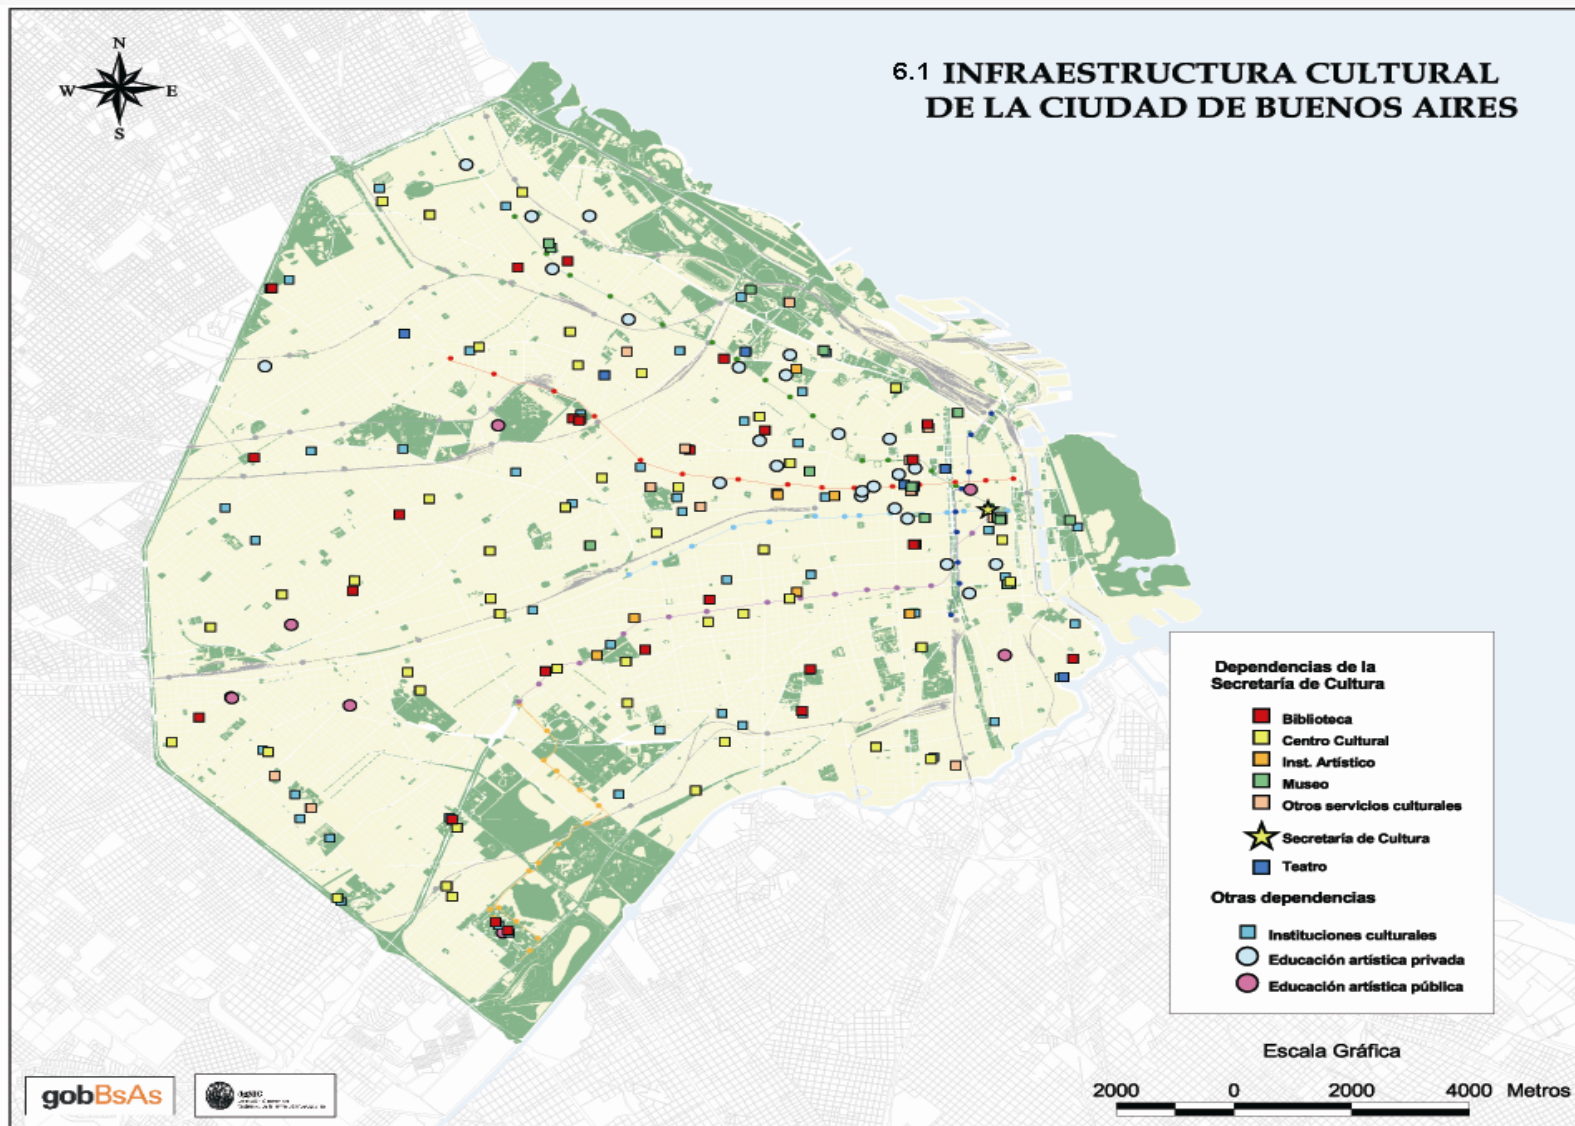 N
W
E
S
6.1 INFRAESTRUCTURA CULTURAL
DE LA CIUDAD DE BUENOS AIRES
Dependencias de la
Secretaría de Cultura
Biblioteca
Centro Cultural
Inst. Artístico
Museo
Otros servicios culturales
Secretaría de Cultura
Teatro
Otras dependencias
Instituciones culturales
Educación artística privada
Educación artística pública
Escala Gráfica
2000 0 2000 4000 Metros
gobBsAs